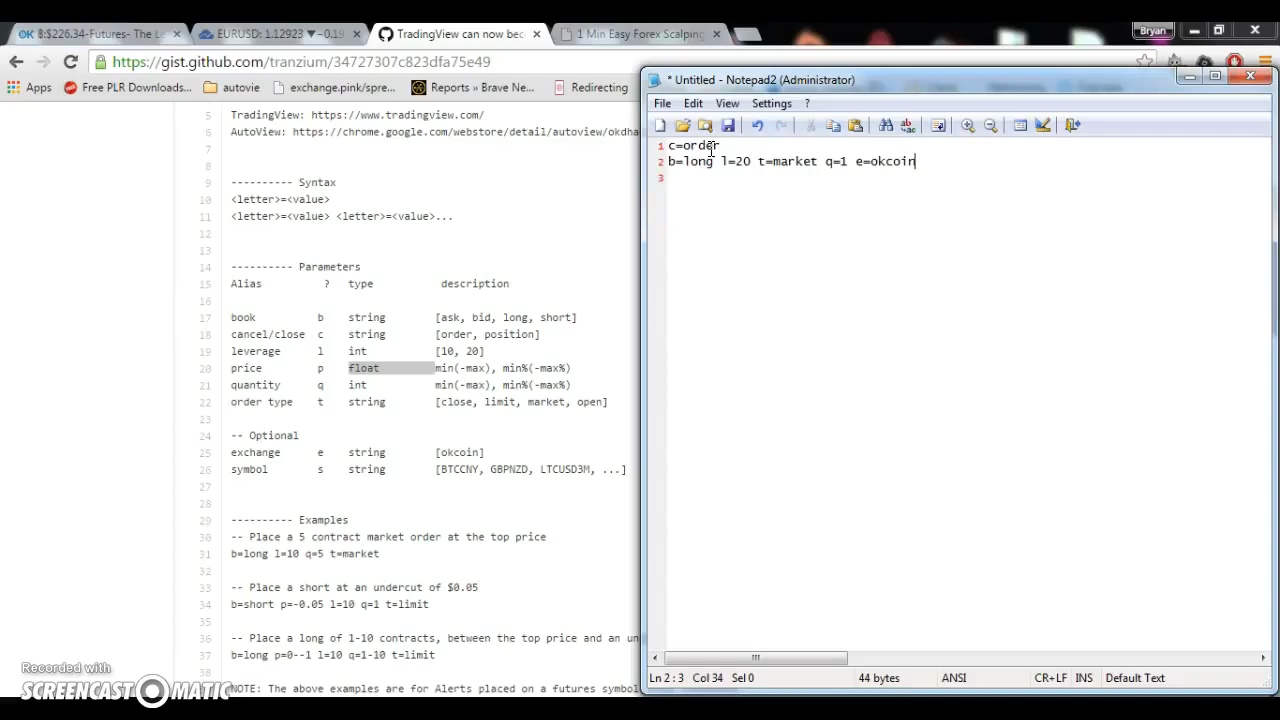 ฿:$226.34-Futures- The Le
EURUSD: 1.12923 ▼−0.19
TradingView can now bec
1 Min Easy Forex Scalping
Bryan
https://gist.github.com/tranzium/34727307c823dfa75e49
Apps
Free PLR Download...
autovie
exchange.pink/spre...
Reports » Brave Ne...
Redirecting
* Untitled - Notepad2 (Administrator)
File Edit View Settings ?
5 TradingView: https://www.tradingview.com/
6 AutoView: https://chrome.google.com/webstore/detail/autoview/okdha
8
9 ---------- Syntax
10 <letter>=<value>
11 <letter>=<value> <letter>=<value>...
12
13
14 ---------- Parameters
15 Alias ? type description
16
17 book b string [ask, bid, long, short]
18 cancel/close c string [order, position]
19 leverage l int [10, 20]
20 price p float min(-max), min%(-max%)
21 quantity q int min(-max), min%(-max%)
22 order type t string [close, limit, market, open]
23
24 -- Optional
25 exchange e string [okcoin]
26 symbol s string [BTCCNY, GBPNZD, LTCUSD3M, ...]
27
28
29 ---------- Examples
30 -- Place a 5 contract market order at the top price
31 b=long l=10 q=5 t=market
32
33 -- Place a short at an undercut of $0.05
34 b=short p=-0.05 l=10 q=1 t=limit
35
36 -- Place a long of 1-10 contracts, between the top price and an un
37 b=long p=0--1 l=10 q=1-10 t=limit
38
NOTE: The above examples are for Alerts placed on a futures symbol
1 c=order
2 b=long l=20 t=market q=1 e=okcoin
3
Ln 2 : 3 Col 34 Sel 0 44 bytes ANSI CR+LF INS Default Text
Recorded with
SCREENCAST-O-MATIC